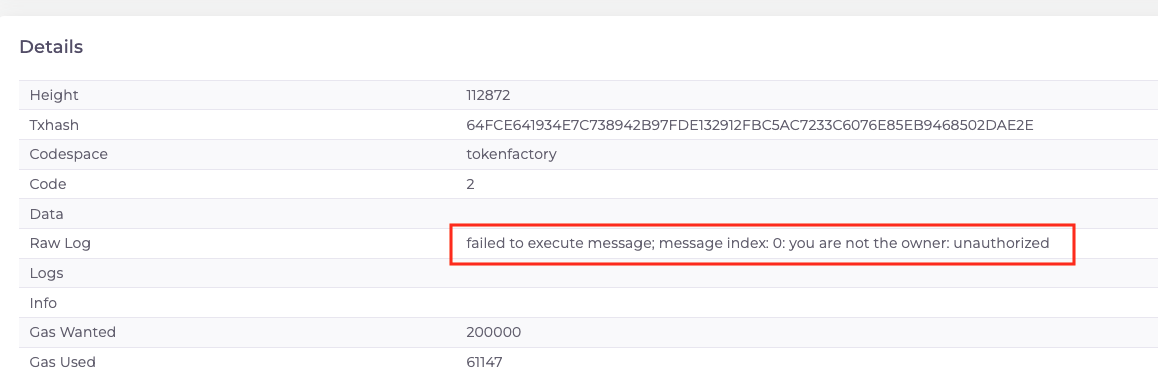 Details
Height 112872
Txhash 64FCE641934E7C738942B97FDE132912FBC5AC7233C6076E85EB9468502DAE2E
Codespace tokenfactory
Code 2
Data
Raw Log failed to execute message; message index: 0: you are not the owner: unauthorized
Logs
Info
Gas Wanted 200000
Gas Used 61147